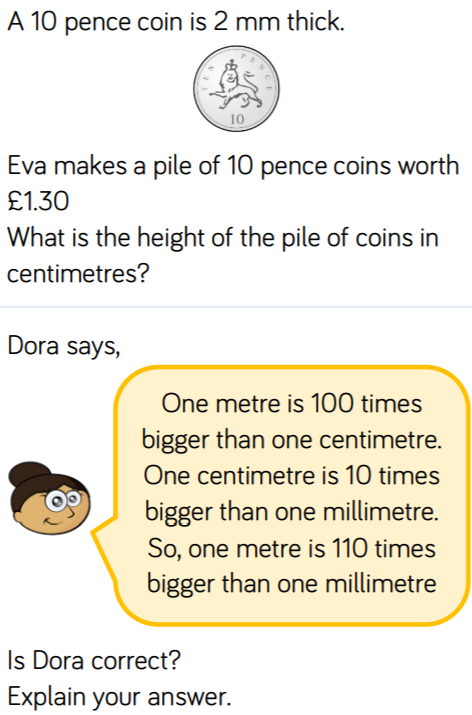 A 10 pence coin is 2 mm thick.
TEN PENCE
10
Eva makes a pile of 10 pence coins worth
£1.30
What is the height of the pile of coins in
centimetres?
Dora says,
One metre is 100 times
bigger than one centimetre.
One centimetre is 10 times
bigger than one millimetre.
So, one metre is 110 times
bigger than one millimetre
Is Dora correct?
Explain your answer.